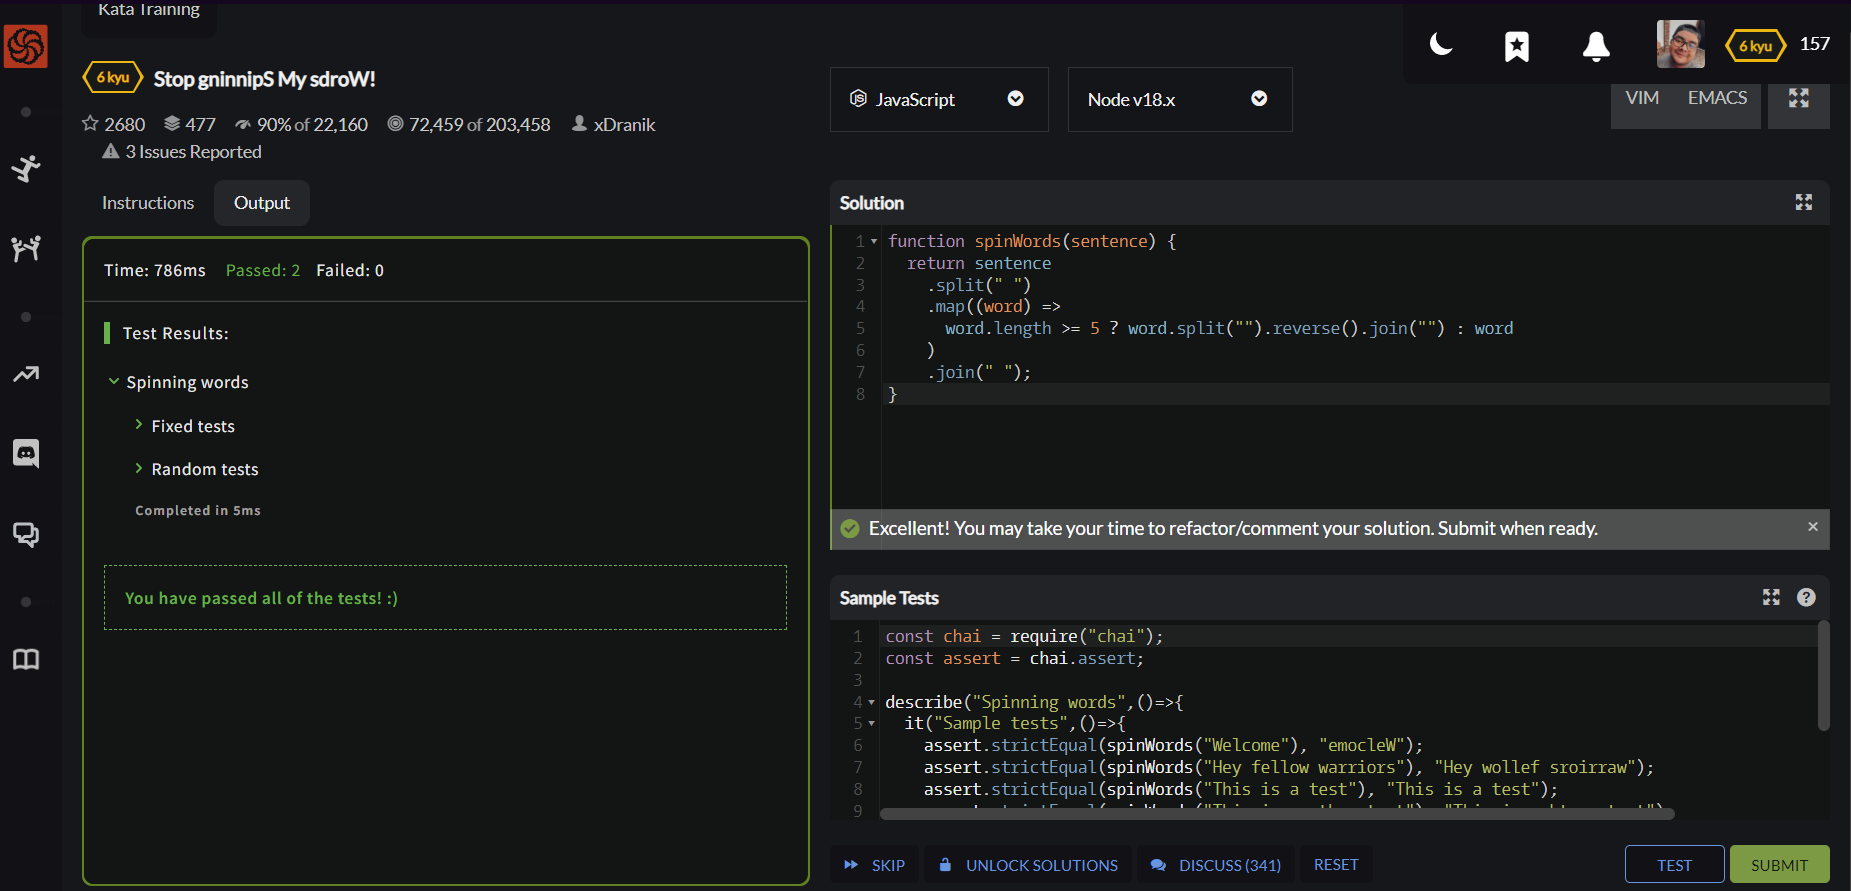 Kata Training
6 kyu
157
6 kyu Stop gninnipS My sdroW!
2680 477 90% of 22,160 72,459 of 203,458 xDranik
3 Issues Reported
JavaScript
Node v18.x
VIM EMACS
Instructions Output
Time: 786ms Passed: 2 Failed: 0
Test Results:
Spinning words
Fixed tests
Random tests
Completed in 5ms
You have passed all of the tests! :)
Solution
1 function spinWords(sentence) {
2 return sentence
3 .split(" ")
4 .map((word) =>
5 word.length >= 5 ? word.split("").reverse().join("") : word
6 )
7 .join(" ");
8 }
Excellent! You may take your time to refactor/comment your solution. Submit when ready.
Sample Tests
1 const chai = require("chai");
2 const assert = chai.assert;
3
4 describe("Spinning words",()=>{
5 it("Sample tests",()=>{
6 assert.strictEqual(spinWords("Welcome"), "emocleW");
7 assert.strictEqual(spinWords("Hey fellow warriors"), "Hey wollef sroirraw");
8 assert.strictEqual(spinWords("This is a test"), "This is a test");
9
SKIP UNLOCK SOLUTIONS DISCUSS (341) RESET TEST SUBMIT